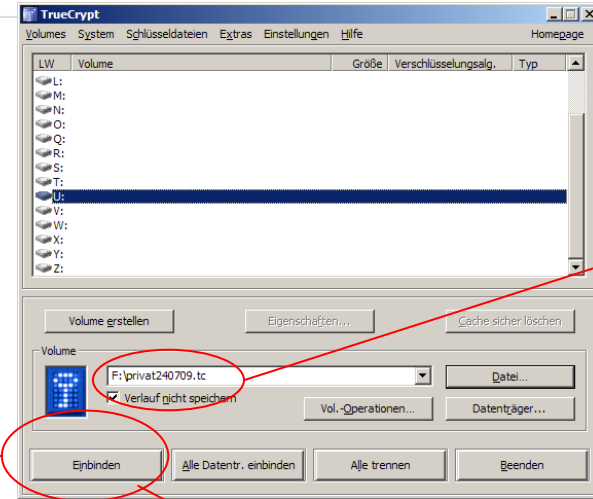 TrueCrypt
Volumes System Schlüsseldateien Extras Einstellungen Hilfe Homepage
LW Volume Größe Verschlüsselungsalg. Typ
L:
M:
N:
O:
Q:
R:
S:
T:
U:
V:
W:
X:
Y:
Z:
Volume erstellen Eigenschaften... Cache sicher löschen
Volume
F:\privat240709.tc Datei...
Verlauf nicht speichern Vol.-Operationen... Datenträger...
Einbinden Alle Datentr. einbinden Alle trennen Beenden